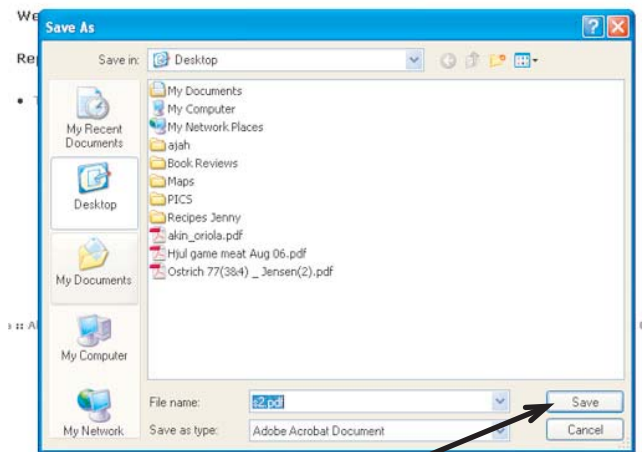 We
Save As
Re
Save in:
Desktop
My Recent
Documents
Desktop
My Documents
My Computer
My Network
My Documents
My Computer
My Network Places
ajah
Book Reviews
Maps
PICS
Recipes Jenny
akin_oriola.pdf
Hjul game meat Aug 06.pdf
Ostrich 77(3&4) _ Jensen(2).pdf
File name:
s2.pdf
Save
Save as type:
Adobe Acrobat Document
Cancel